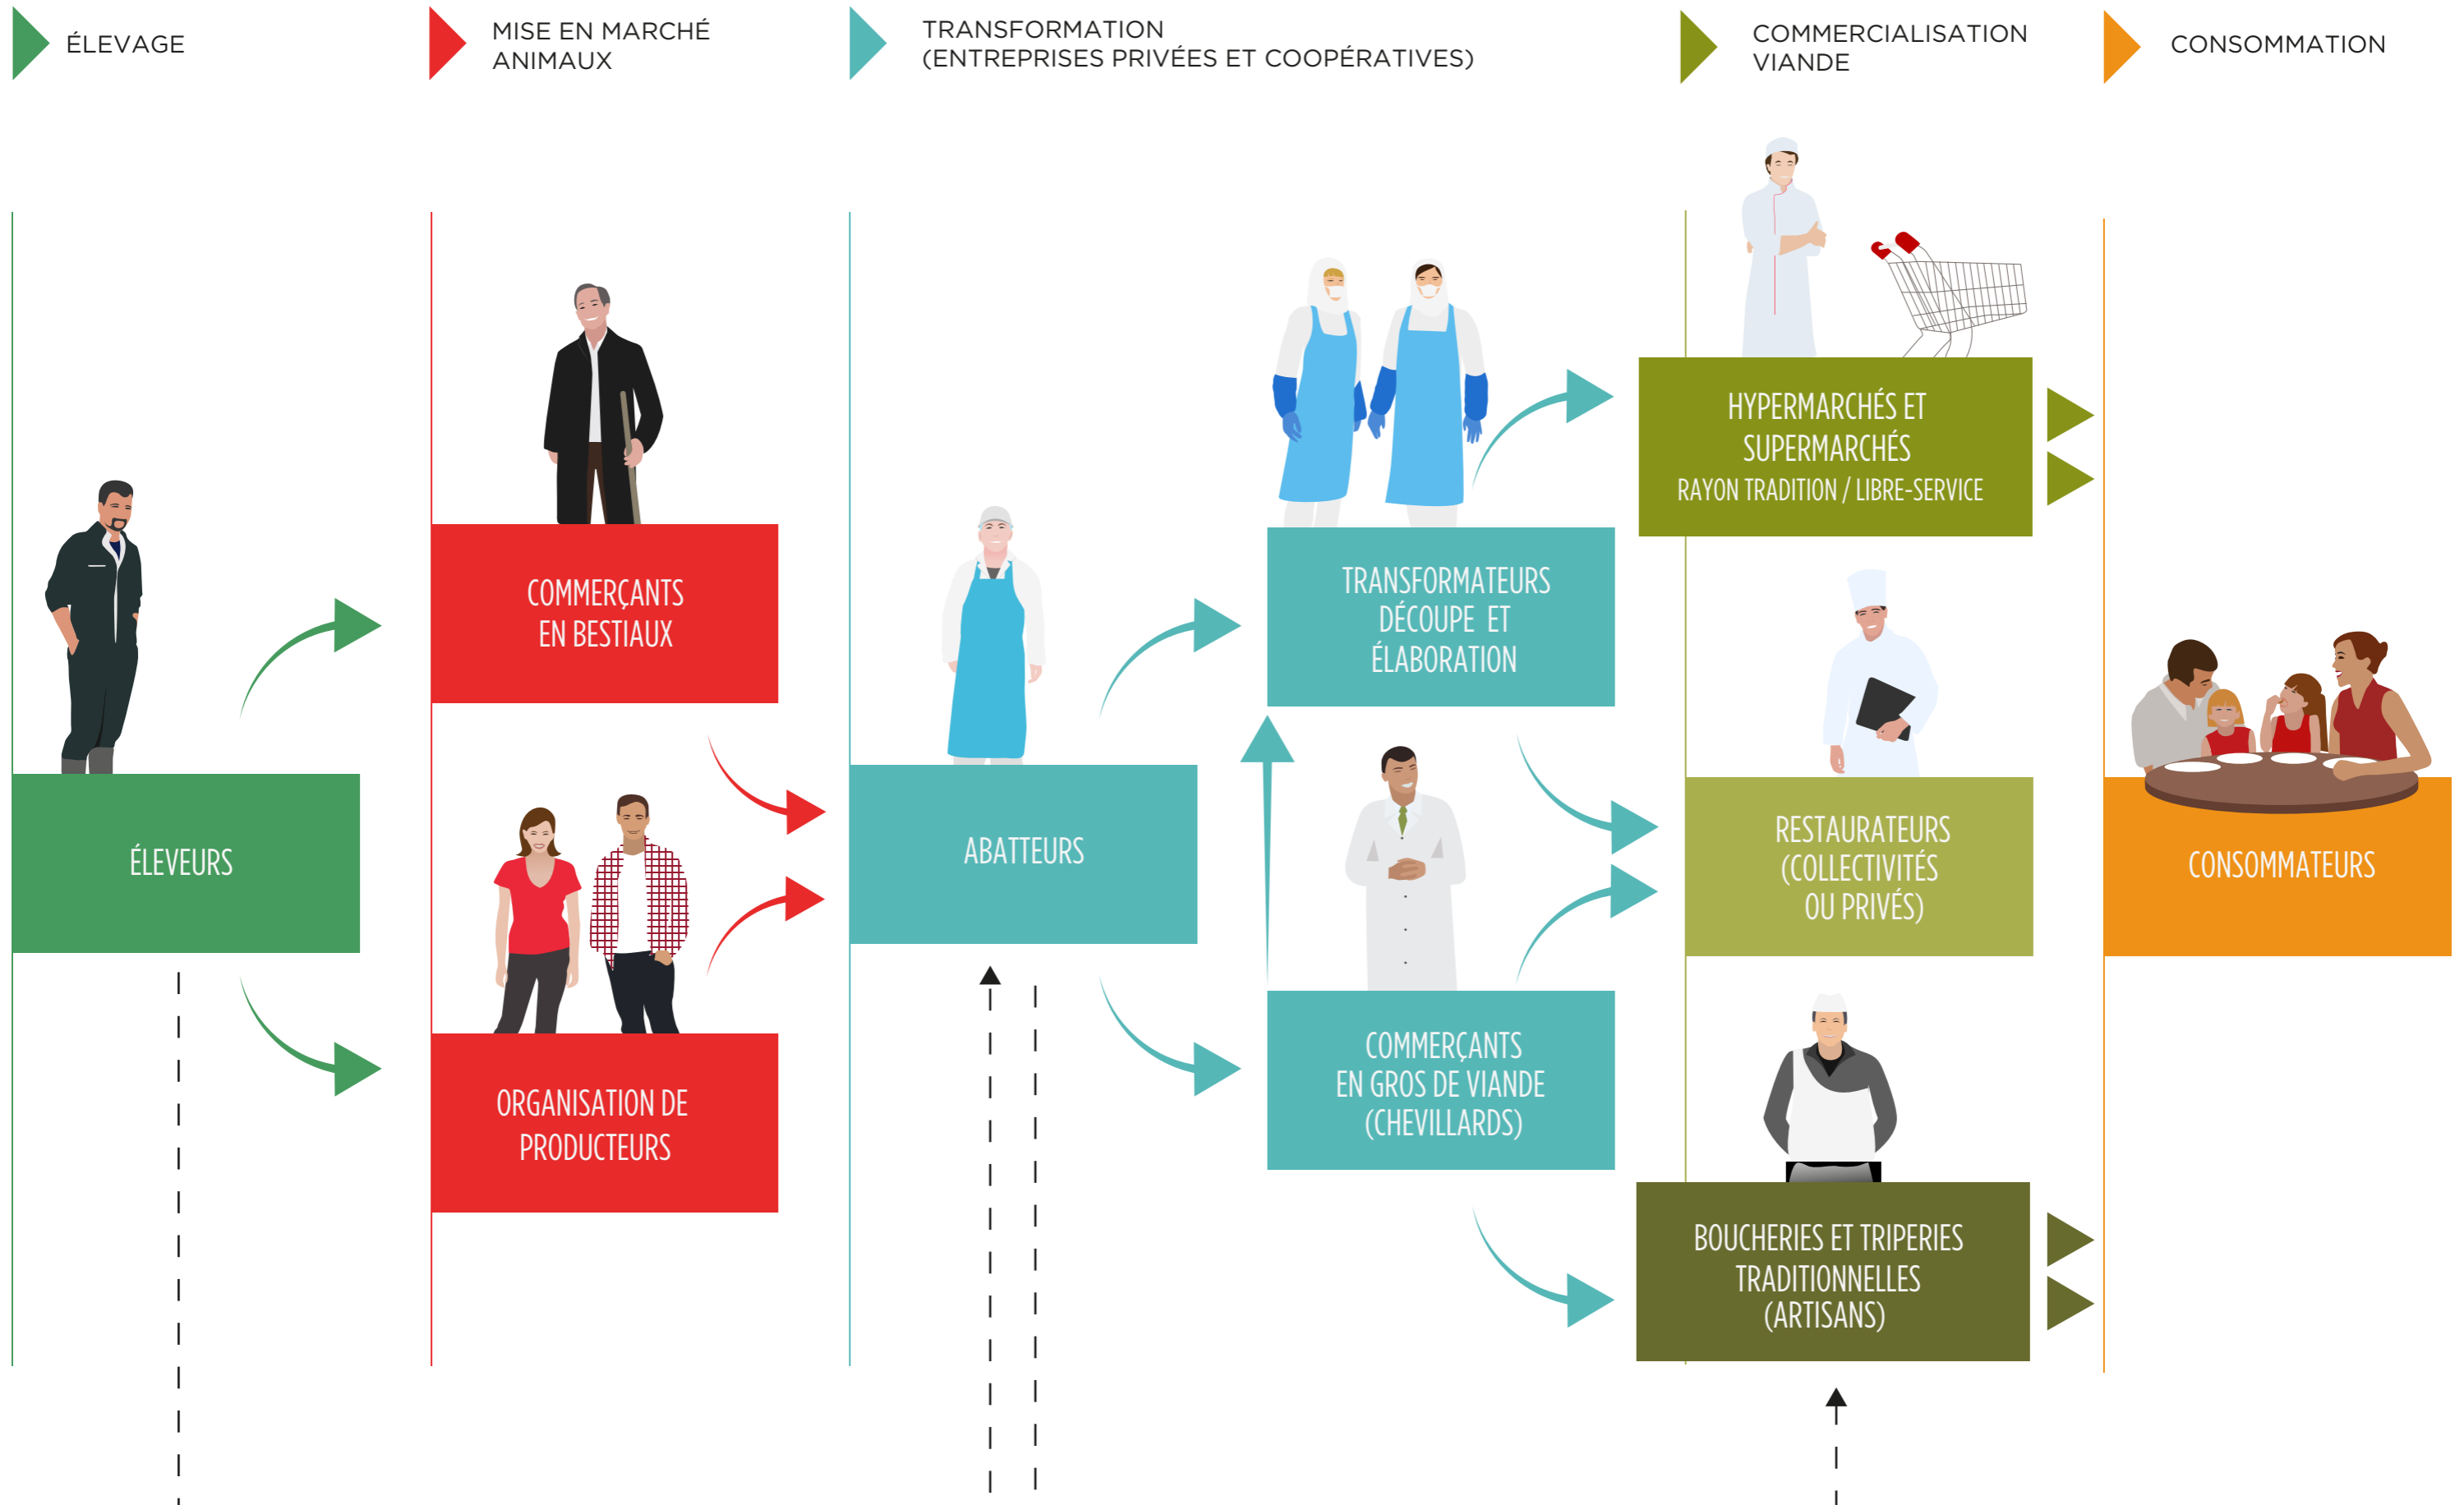 ÉLEVAGE
MISE EN MARCHÉ
ANIMAUX
TRANSFORMATION
(ENTREPRISES PRIVÉES ET COOPÉRATIVES)
COMMERCIALISATION
VIANDE
CONSOMMATION
ÉLEVEURS
COMMERÇANTS
EN BESTIAUX
ORGANISATION DE
PRODUCTEURS
ABATTEURS
TRANSFORMATEURS
DÉCOUPE ET
ÉLABORATION
COMMERÇANTS
EN GROS DE VIANDE
(CHEVILLARDS)
HYPERMARCHÉS ET
SUPERMARCHÉS
RAYON TRADITION / LIBRE-SERVICE
RESTAURATEURS
(COLLECTIVITÉS
OU PRIVÉS)
BOUCHERIES ET TRIPERIES
TRADITIONNELLES
(ARTISANS)
CONSOMMATEURS